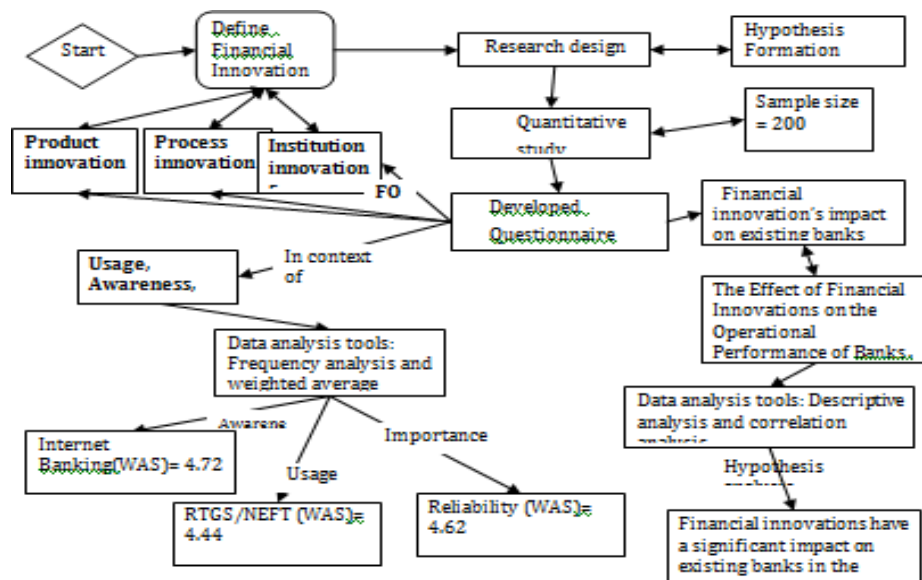 Start
Define
Financial
Innovation
Research design
Hypothesis
Formation
Product
innovation
Process
innovation
Institution
innovation
FO
Quantitative
study
Sample size
= 200
Developed
Questionnaire
Financial
innovation's impact
on existing banks
In context
of
Usage,
Awareness,
The Effect of Financial
Innovations on the
Operational
Performance of Banks.
Data analysis tools:
Frequency analysis and
weighted average
Data analysis tools: Descriptive
analysis and correlation
analysis
Awarene
Importance
Usage
Hypothesis
Internet
Banking(WAS)= 4.72
RTGS/NEFT (WAS)=
4.44
Reliability (WAS)=
4.62
Financial innovations have
a significant impact on
existing banks in the